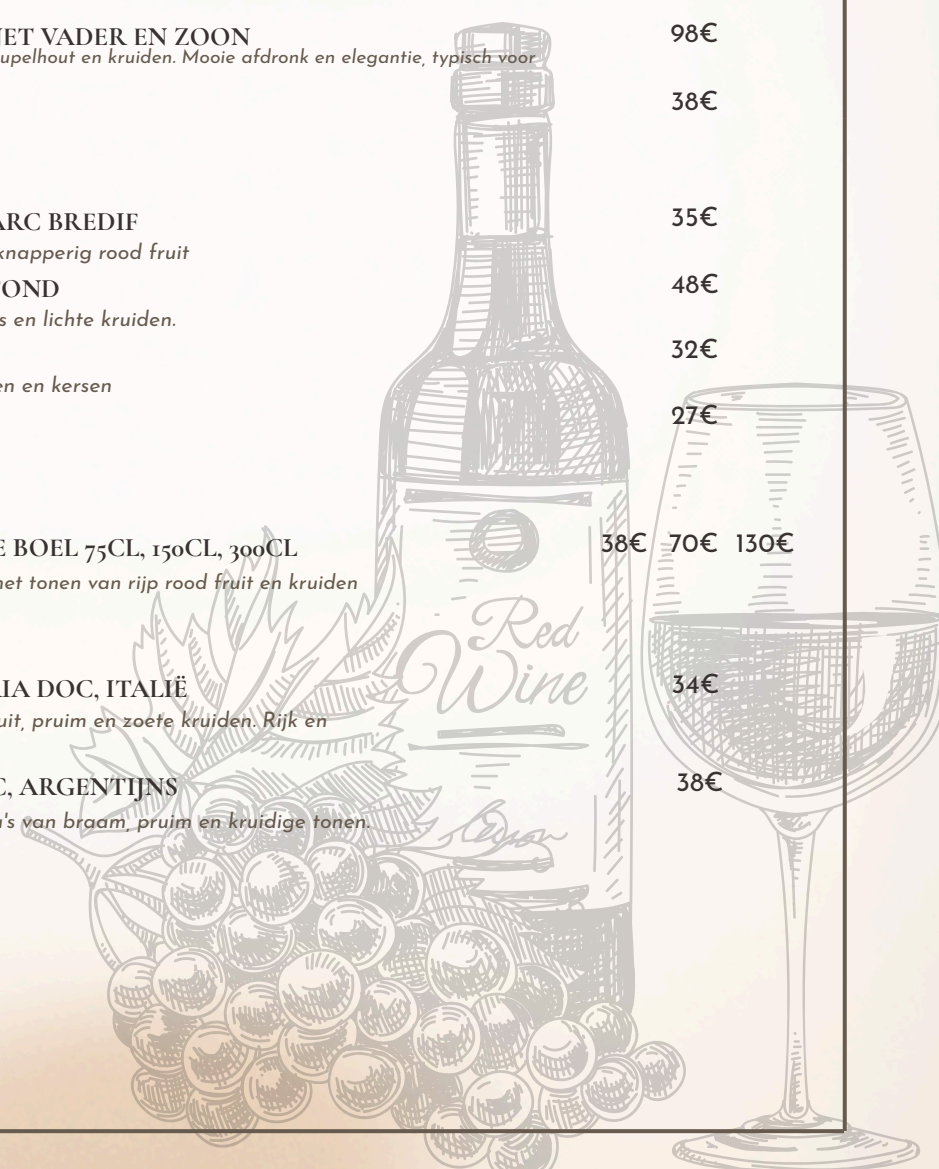 NET VADER EN ZOON 98€
upelhout en kruiden. Mooie afdronk en elegantie, typisch voor
38€
ARC BREDIF 35€
knapperig rood fruit
OND 48€
s en lichte kruiden.
32€
en en kersen
27€
E BOEL 75CL, 150CL, 300CL 38€ 70€ 130€
net tonen van rijp rood fruit en kruiden
Red
Wine
RIA DOC, ITALIË 34€
uit, pruim en zoete kruiden. Rijk en
C, ARGENTIJNS 38€
a's van braam, pruim en kruidige tonen.